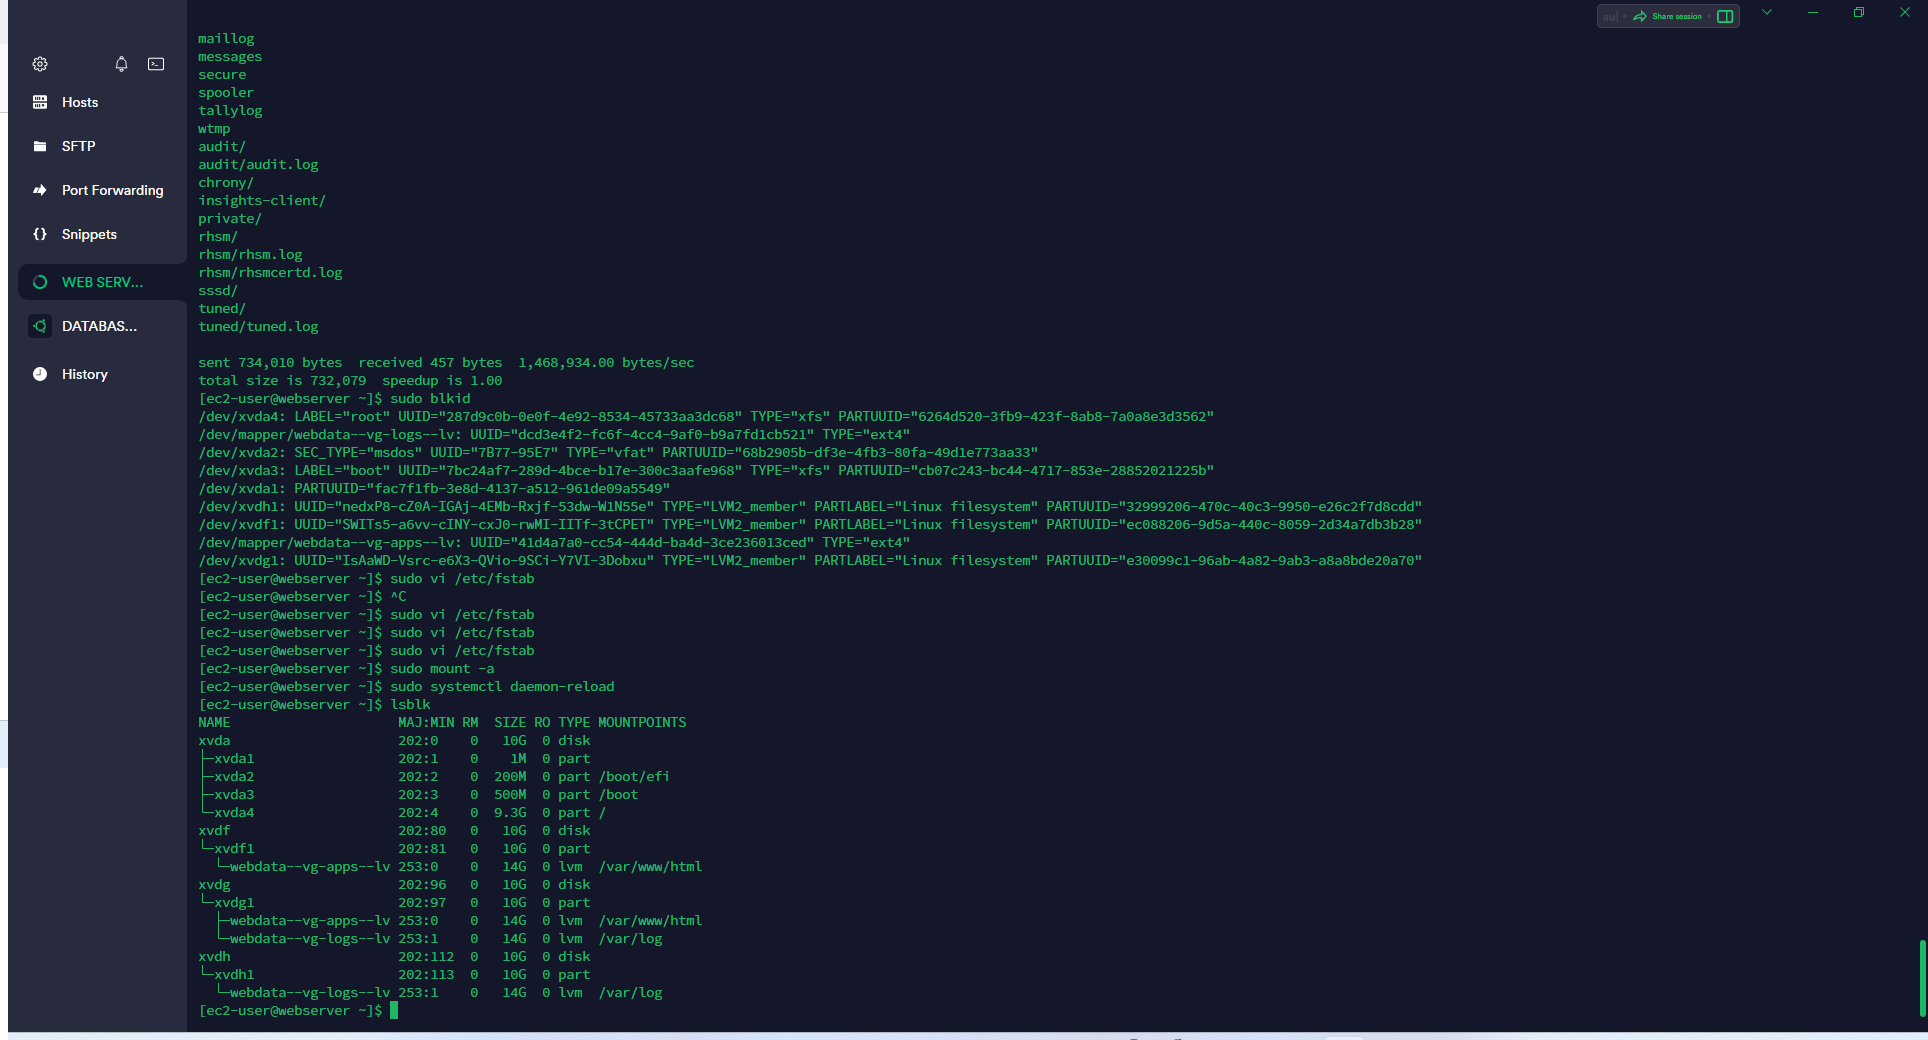 Share session
Hosts
SFTP
Port Forwarding
{} Snippets
WEB SERV...
DATABAS...
History
maillog
messages
secure
spooler
tallylog
wtmp
audit/
audit/audit.log
chrony/
insights-client/
private/
rhsm/
rhsm/rhsm.log
rhsm/rhsmcertd.log
sssd/
tuned/
tuned/tuned.log
sent 734,010 bytes  received 457 bytes  1,468,934.00 bytes/sec
total size is 732,079  speedup is 1.00
[ec2-user@webserver ~]$ sudo blkid
/dev/xvda4: LABEL="root" UUID="287d9c0b-0e0f-4e92-8534-45733aa3dc68" TYPE="xfs" PARTUUID="6264d520-3fb9-423f-8ab8-7a0a8e3d3562"
/dev/mapper/webdata--vg-logs--lv: UUID="dcd3e4f2-fc6f-4cc4-9af0-b9a7fd1cb521" TYPE="ext4"
/dev/xvda2: SEC_TYPE="msdos" UUID="7B77-95E7" TYPE="vfat" PARTUUID="68b2905b-df3e-4fb3-80fa-49d1e773aa33"
/dev/xvda3: LABEL="boot" UUID="7bc24af7-289d-4bce-b17e-300c3aafe968" TYPE="xfs" PARTUUID="cb07c243-bc44-4717-853e-28852021225b"
/dev/xvda1: PARTUUID="fac7f1fb-3e8d-4137-a512-961de09a5549"
/dev/xvdh1: UUID="nedxP8-cZ0A-IGAj-4EMb-Rxjf-53dw-W1N55e" TYPE="LVM2_member" PARTLABEL="Linux filesystem" PARTUUID="32999206-470c-40c3-9950-e26c2f7d8cdd"
/dev/xvdf1: UUID="SWITs5-a6vv-cINY-cxJ0-rwMI-IITf-3tCPET" TYPE="LVM2_member" PARTLABEL="Linux filesystem" PARTUUID="ec088206-9d5a-440c-8059-2d34a7db3b28"
/dev/mapper/webdata--vg-apps--lv: UUID="41d4a7a0-cc54-444d-ba4d-3ce236013ced" TYPE="ext4"
/dev/xvdg1: UUID="IsAaWD-Vsrc-e6X3-QVio-9SCi-Y7VI-3Dobxu" TYPE="LVM2_member" PARTLABEL="Linux filesystem" PARTUUID="e30099c1-96ab-4a82-9ab3-a8a8bde20a70"
[ec2-user@webserver ~]$ sudo vi /etc/fstab
[ec2-user@webserver ~]$ ^C
[ec2-user@webserver ~]$ sudo vi /etc/fstab
[ec2-user@webserver ~]$ sudo vi /etc/fstab
[ec2-user@webserver ~]$ sudo vi /etc/fstab
[ec2-user@webserver ~]$ sudo mount -a
[ec2-user@webserver ~]$ sudo systemctl daemon-reload
[ec2-user@webserver ~]$ lsblk
NAME                     MAJ:MIN RM  SIZE RO TYPE MOUNTPOINTS
xvda                     202:0    0   10G  0 disk
├─xvda1                  202:1    0    1M  0 part
├─xvda2                  202:2    0  200M  0 part /boot/efi
├─xvda3                  202:3    0  500M  0 part /boot
└─xvda4                  202:4    0  9.3G  0 part /
xvdf                     202:80   0   10G  0 disk
└─xvdf1                  202:81   0   10G  0 part
  └─webdata--vg-apps--lv 253:0    0   14G  0 lvm  /var/www/html
xvdg                     202:96   0   10G  0 disk
└─xvdg1                  202:97   0   10G  0 part
  ├─webdata--vg-apps--lv 253:0    0   14G  0 lvm  /var/www/html
  └─webdata--vg-logs--lv 253:1    0   14G  0 lvm  /var/log
xvdh                     202:112  0   10G  0 disk
└─xvdh1                  202:113  0   10G  0 part
  └─webdata--vg-logs--lv 253:1    0   14G  0 lvm  /var/log
[ec2-user@webserver ~]$